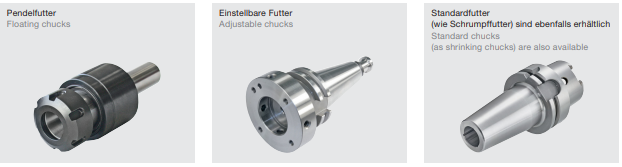 Pendelfutter
Floating chucks
Einstellbare Futter
Adjustable chucks
Standardfutter
(wie Schrumpffutter) sind ebenfalls erhältlich
Standard chucks
(as shrinking chucks) are also available